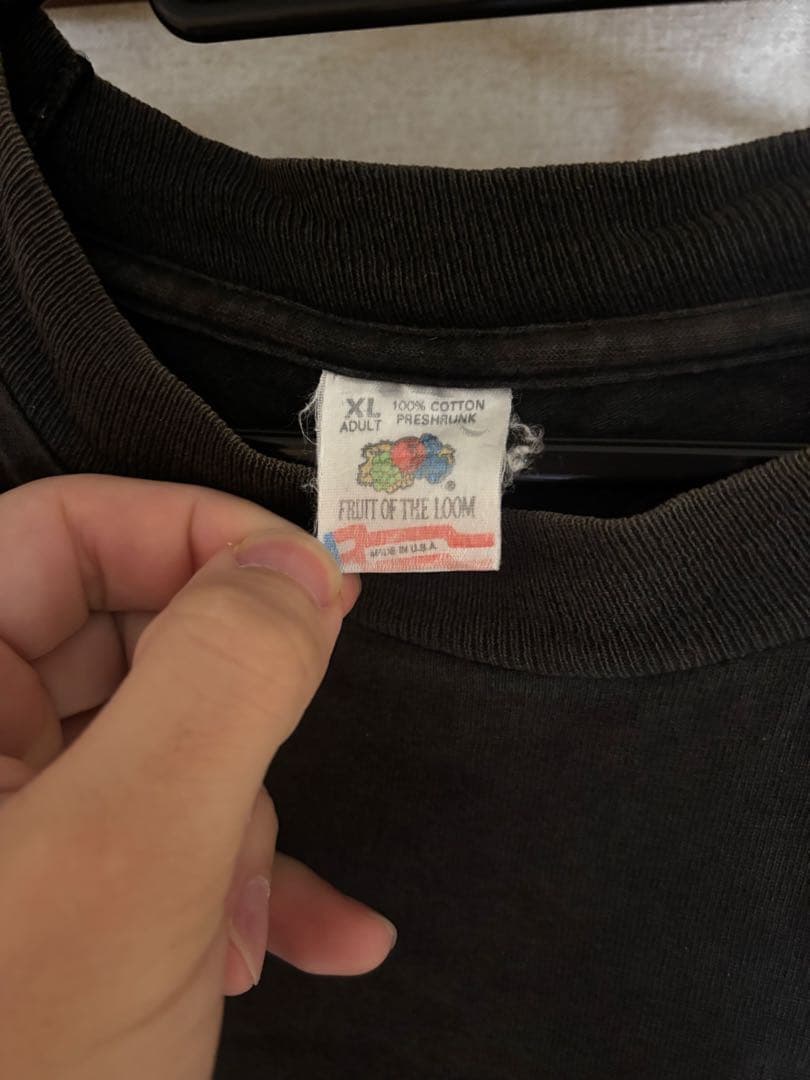 XL 100% COTTON
ADULT PRESHRUNK
®
FRUIT OF THE LOOM
MADE IN U.S.A.